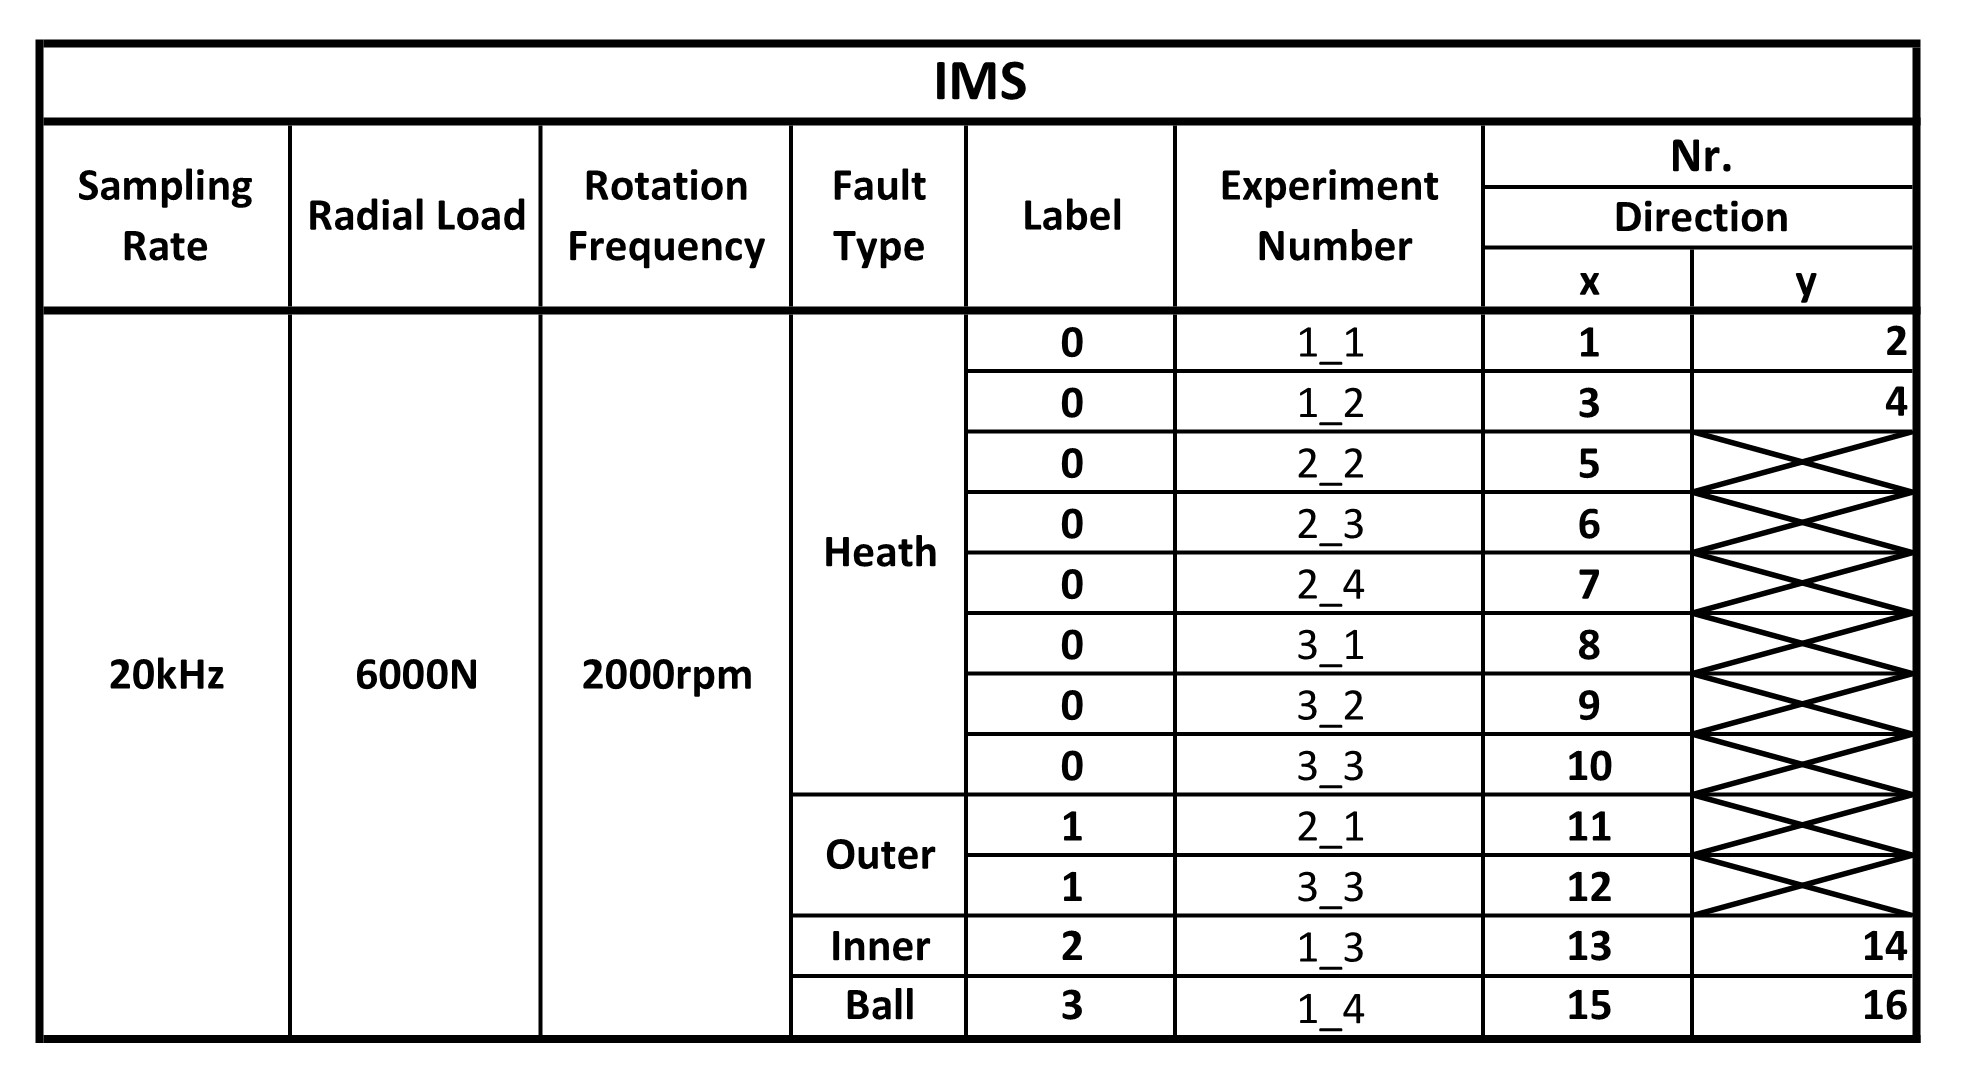 IMS
Sampling Rate Radial Load Rotation Frequency Fault Type Label Experiment Number Nr.
Direction
x y
20kHz 6000N 2000rpm Heath 0 1_1 1 2
0 1_2 3 4
0 2_2 5
0 2_3 6
0 2_4 7
0 3_1 8
0 3_2 9
0 3_3 10
Outer 1 2_1 11
1 3_3 12
Inner 2 1_3 13 14
Ball 3 1_4 15 16